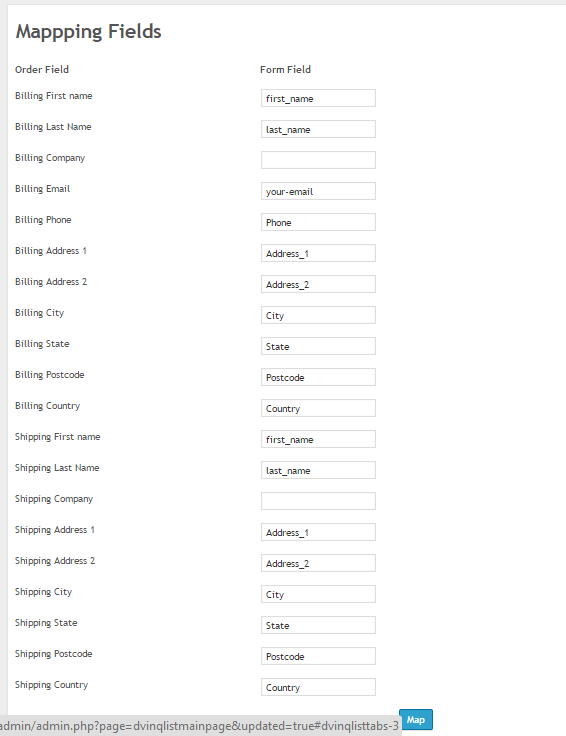 Mappping Fields
Order Field Form Field
Billing First name first_name
Billing Last Name last_name
Billing Company
Billing Email your-email
Billing Phone Phone
Billing Address 1 Address_1
Billing Address 2 Address_2
Billing City City
Billing State State
Billing Postcode Postcode
Billing Country Country
Shipping First name first_name
Shipping Last Name last_name
Shipping Company
Shipping Address 1 Address_1
Shipping Address 2 Address_2
Shipping City City
Shipping State State
Shipping Postcode Postcode
Shipping Country Country
admin/admin.php?page=dvinqlistmainpage&updated=true#dvinqlisttabs-3 Map